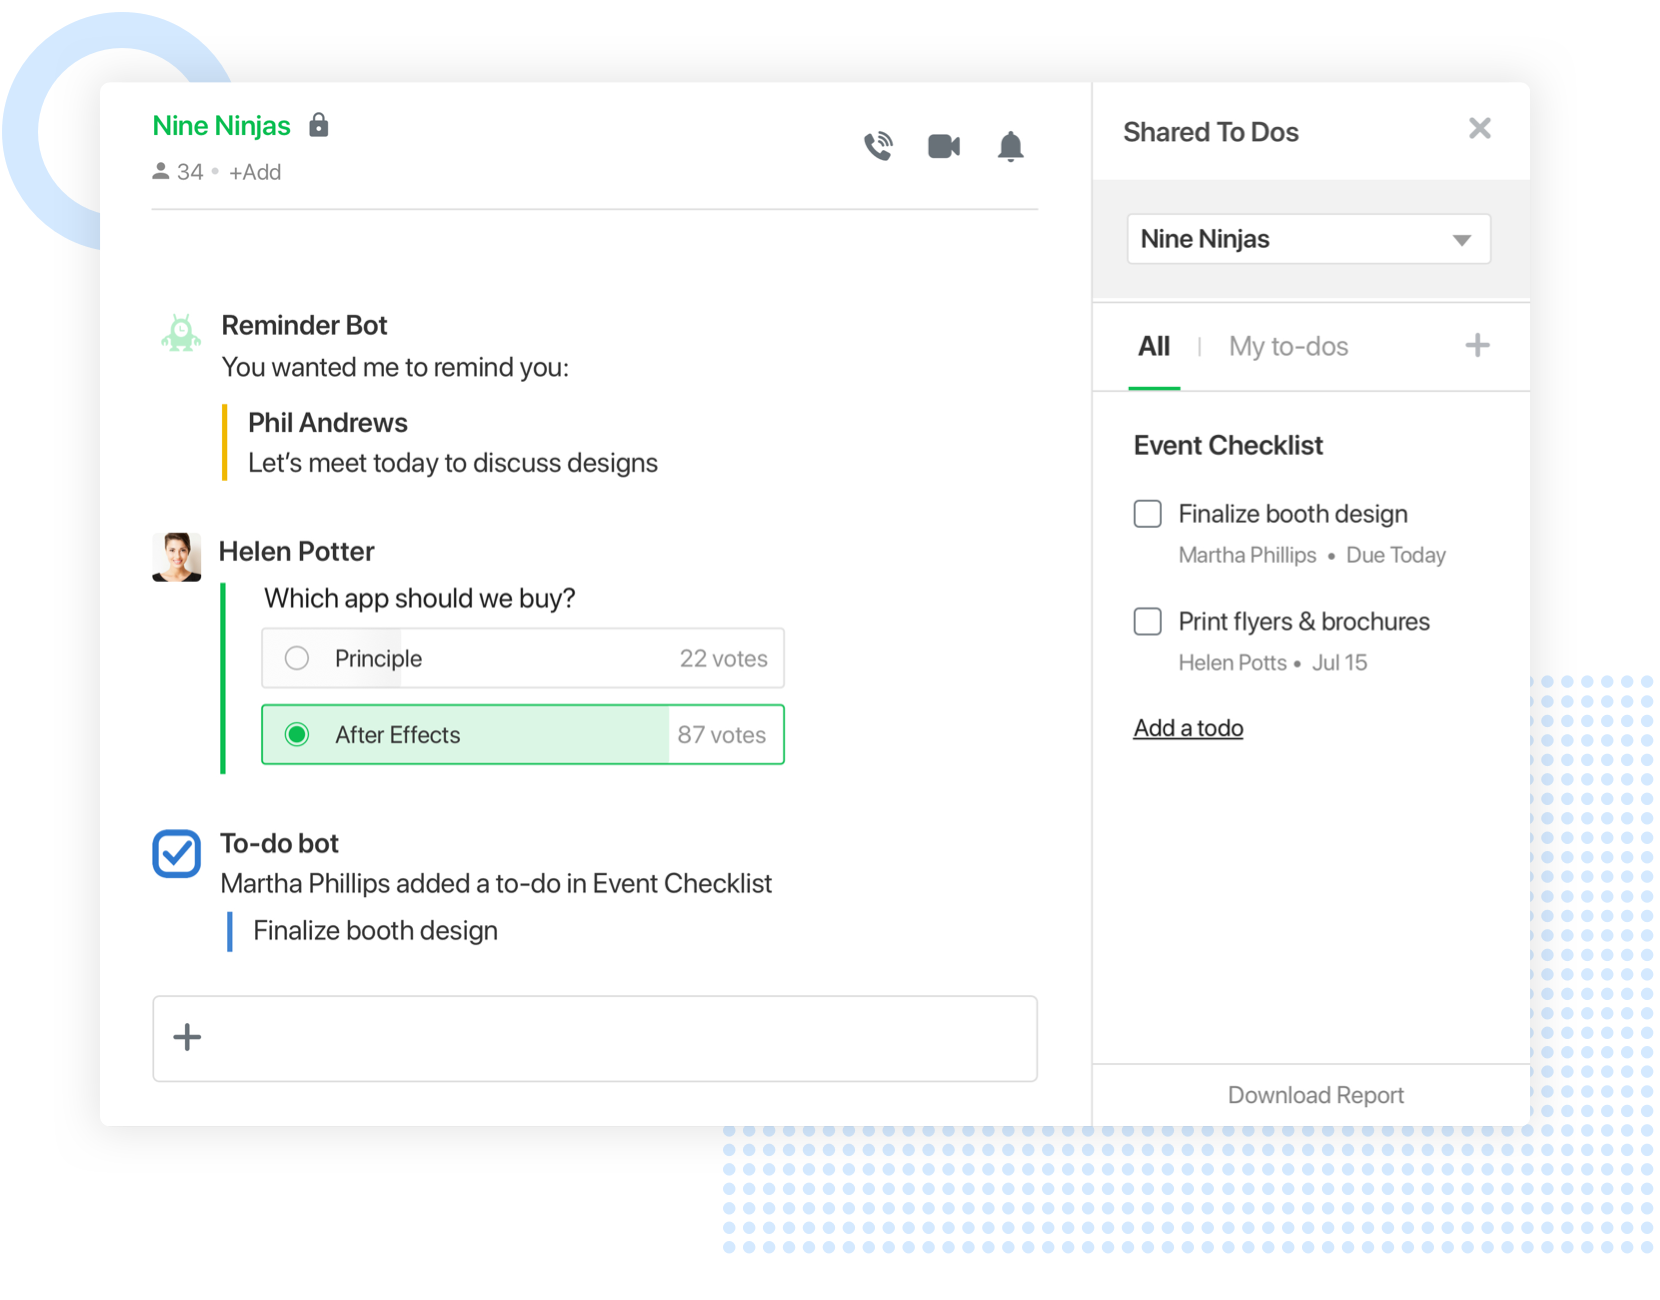 Nine Ninjas
34 • +Add
Reminder Bot
You wanted me to remind you:
Phil Andrews
Let's meet today to discuss designs
Helen Potter
Which app should we buy?
Principle 22 votes
After Effects 87 votes
To-do bot
Martha Phillips added a to-do in Event Checklist
Finalize booth design
Shared To Dos
Nine Ninjas
All | My to-dos
Event Checklist
Finalize booth design
Martha Phillips • Due Today
Print flyers & brochures
Helen Potts • Jul 15
Add a todo
Download Report